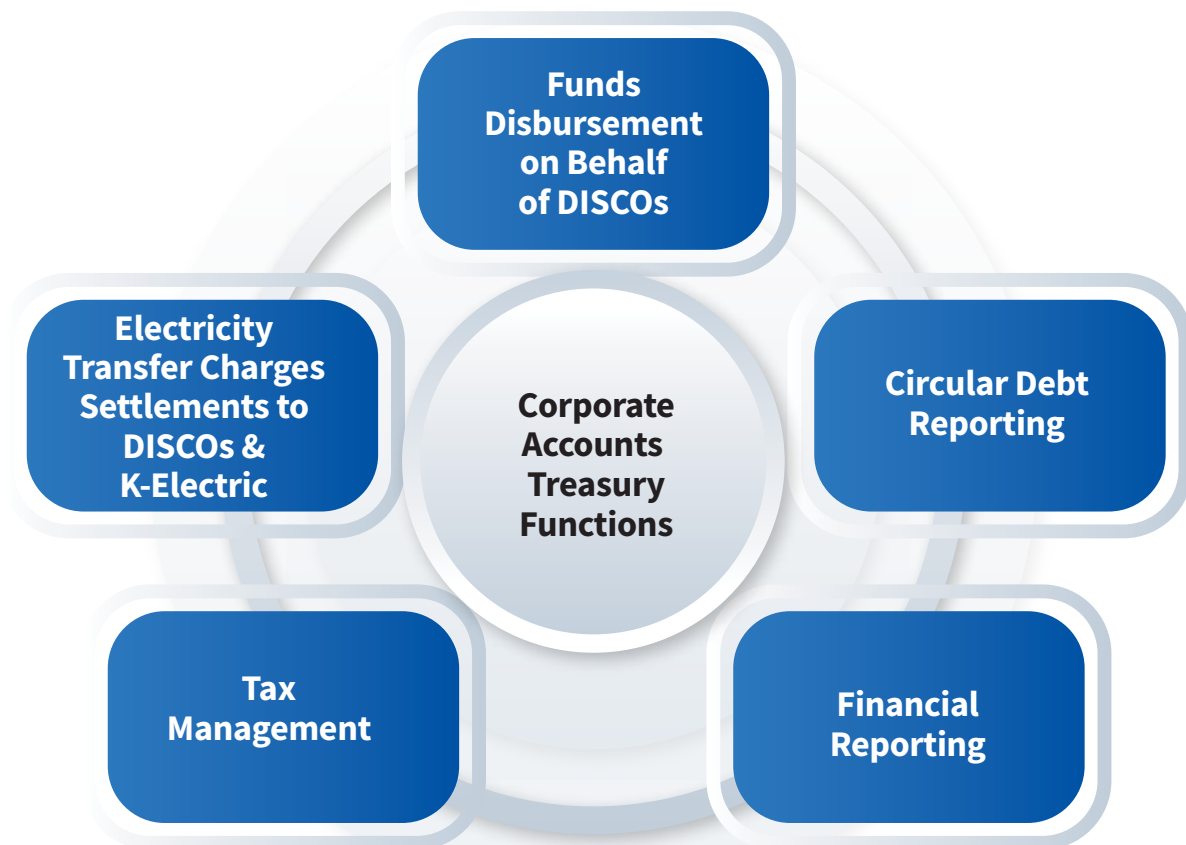 Funds
Disbursement
on Behalf
of DISCOs
Electricity
Transfer Charges
Settlements to
DISCOs &
K-Electric
Corporate
Accounts
Treasury
Functions
Circular Debt
Reporting
Tax
Management
Financial
Reporting